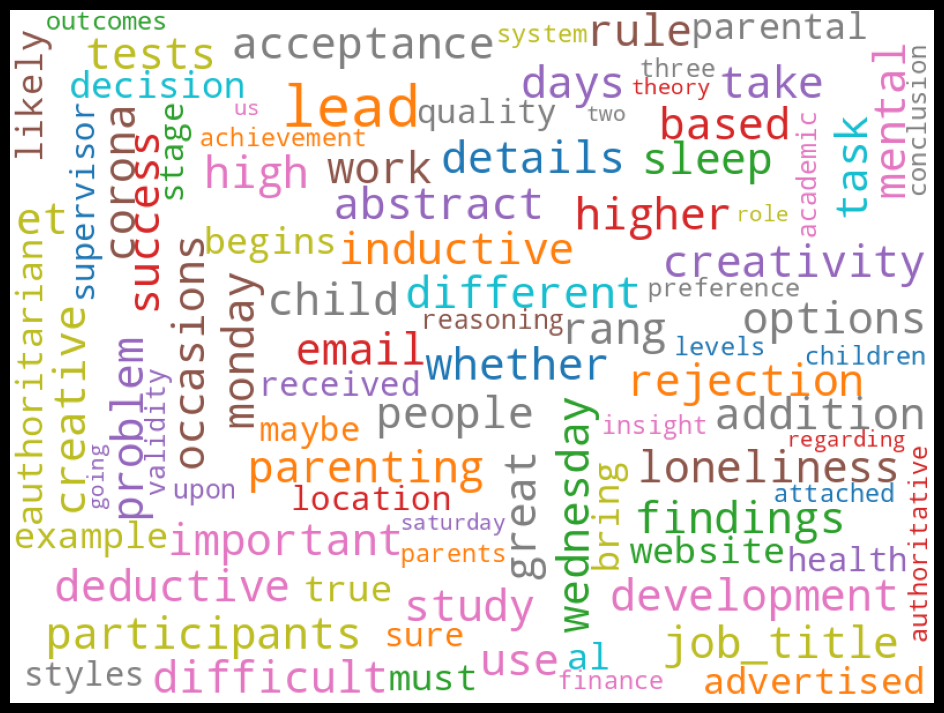 outcomes
tests
acceptance
system
rule
parental
likely
decision
lead
quality
days
three
theory
take
mental
conclusion
us
two
supervisor
corona
success
stage
achievement
high
work
details
based
sleep
academic
task
abstract
higher
role
et
begins
inductive
creativity
authoritariant
creative
occasions
monday
child
different
preference
reasoning
rang
options
email
whether
levels
children
problem
validity
received
rejection
going
maybe
people
wednesday
insight
addition
regarding
upon
parenting
location
great
bring
loneliness
attached
authoritative
saturday
findings
example
important
parents
website
health
deductive
true
study
development
participants
sure
job_title
styles
difficult
must
use
al
finance
advertised